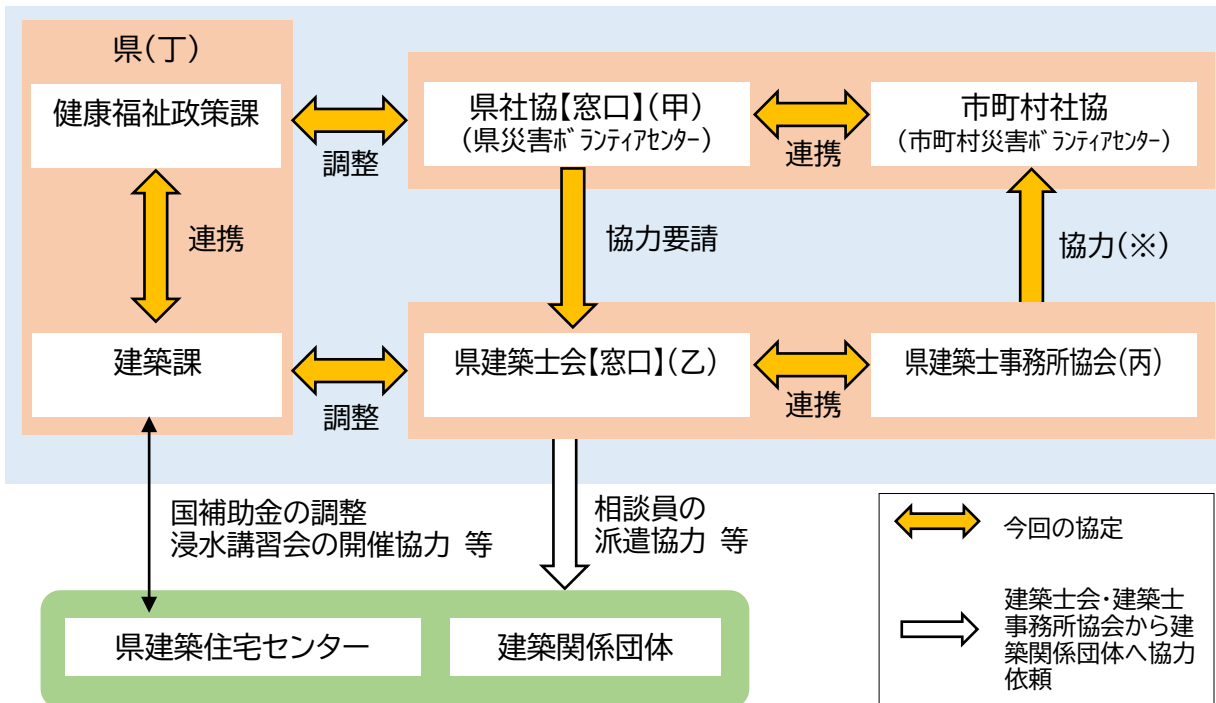 県(丁)
健康福祉政策課
調整
県社協【窓口】(甲)
(県災害ﾎﾞﾗﾝﾃｨｱｾﾝﾀｰ)
連携
市町村社協
(市町村災害ﾎﾞﾗﾝﾃｨｱｾﾝﾀｰ)
連携
協力要請
協力(※)
建築課
調整
県建築士会【窓口】(乙)
連携
県建築士事務所協会(丙)
国補助金の調整
浸水講習会の開催協力 等
相談員の
派遣協力 等
県建築住宅センター
建築関係団体
今回の協定
建築士会・建築士
事務所協会から建
築関係団体へ協力
依頼